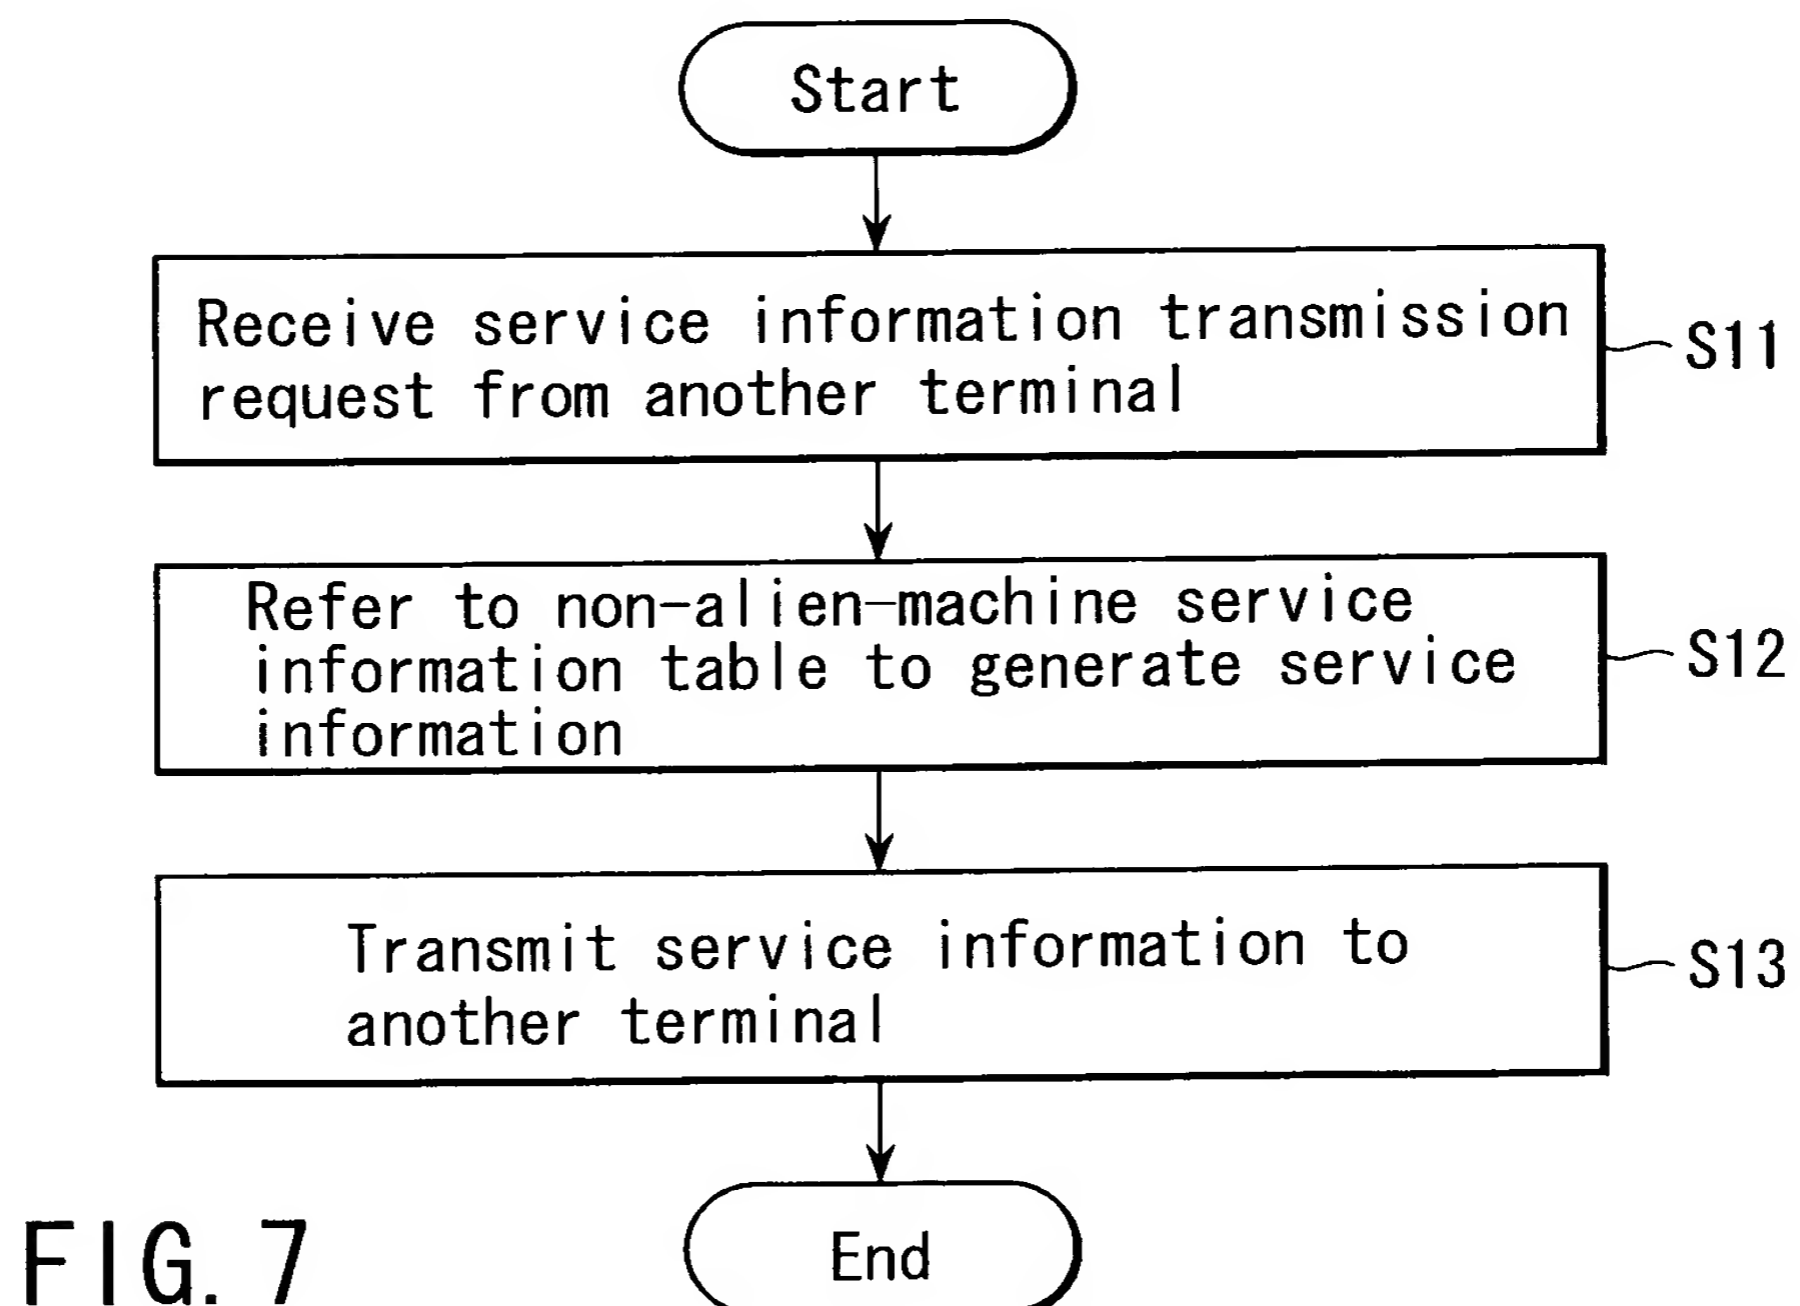 Start
Receive service information transmission
request from another terminal
S11
Refer to non-alien-machine service
information table to generate service
information
S12
Transmit service information to
another terminal
S13
End
FIG. 7